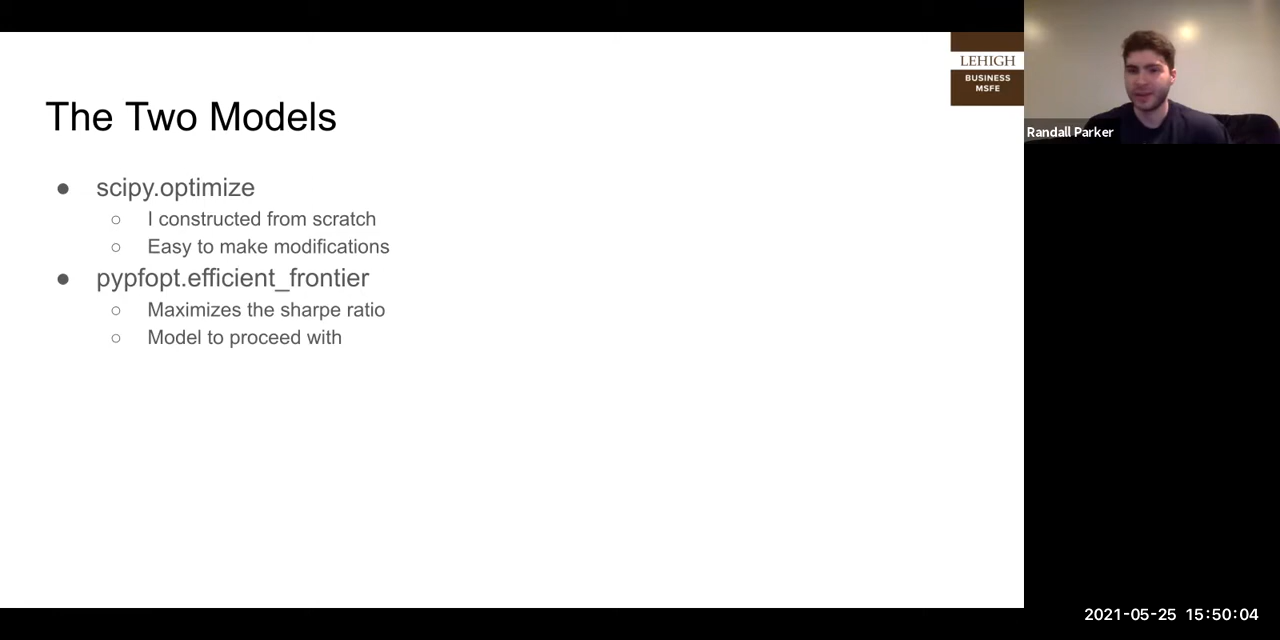 LEHIGH
BUSINESS
MSFE
The Two Models
● scipy.optimize
○ I constructed from scratch
○ Easy to make modifications
● pypfopt.efficient_frontier
○ Maximizes the sharpe ratio
○ Model to proceed with
Randall Parker
2021-05-25 15:50:04